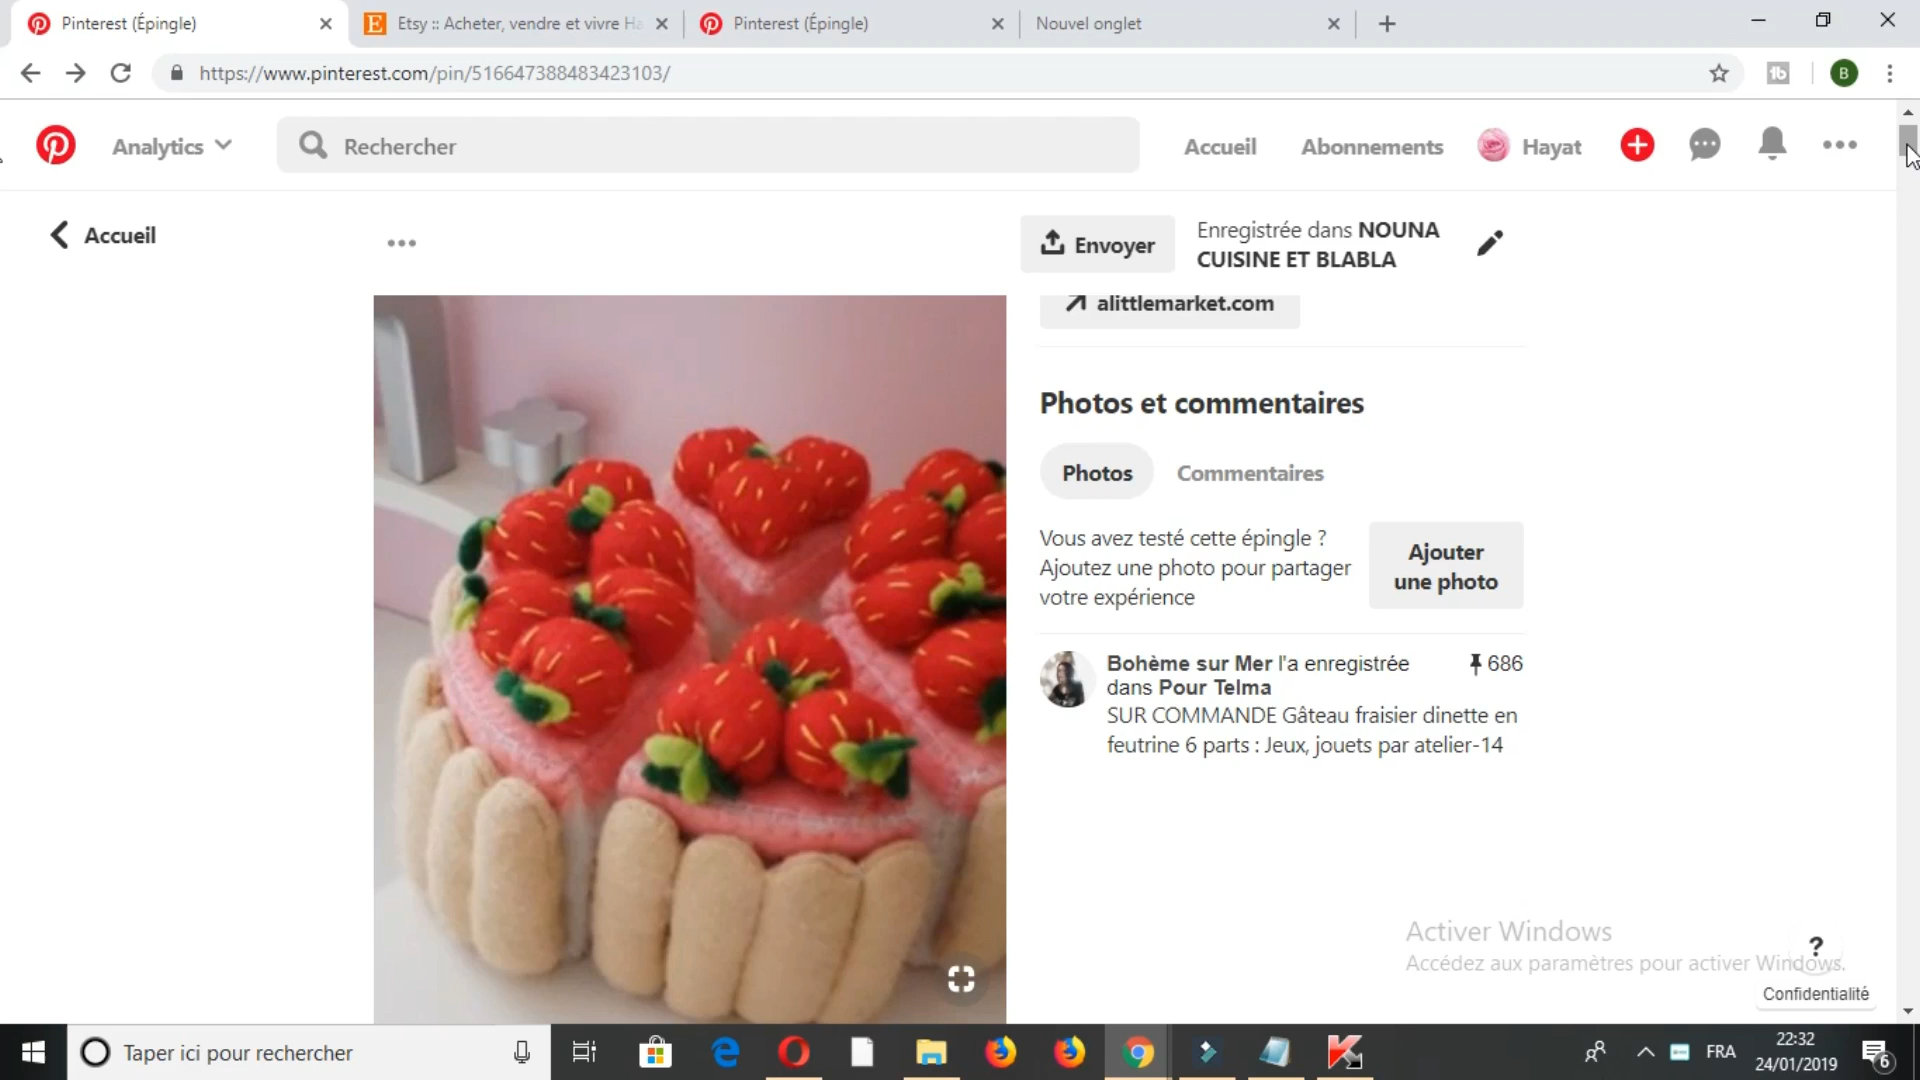 Pinterest (Épingle)
Etsy :: Acheter, vendre et vivre Ha
Pinterest (Épingle)
Nouvel onglet
https://www.pinterest.com/pin/516647388483423103/
B
Analytics
Rechercher
Accueil
Abonnements
Hayat
Accueil
Envoyer
Enregistrée dans NOUNA
CUISINE ET BLABLA
alittlemarket.com
Photos et commentaires
Photos
Commentaires
Vous avez testé cette épingle ?
Ajoutez une photo pour partager
votre expérience
Ajouter
une photo
Bohème sur Mer l'a enregistrée
dans Pour Telma
686
SUR COMMANDE Gâteau fraisier dinette en
feutrine 6 parts : Jeux, jouets par atelier-14
Activer Windows
Accédez aux paramètres pour activer Windows.
?
Confidentialité
Taper ici pour rechercher
FRA
22:32
24/01/2019
6